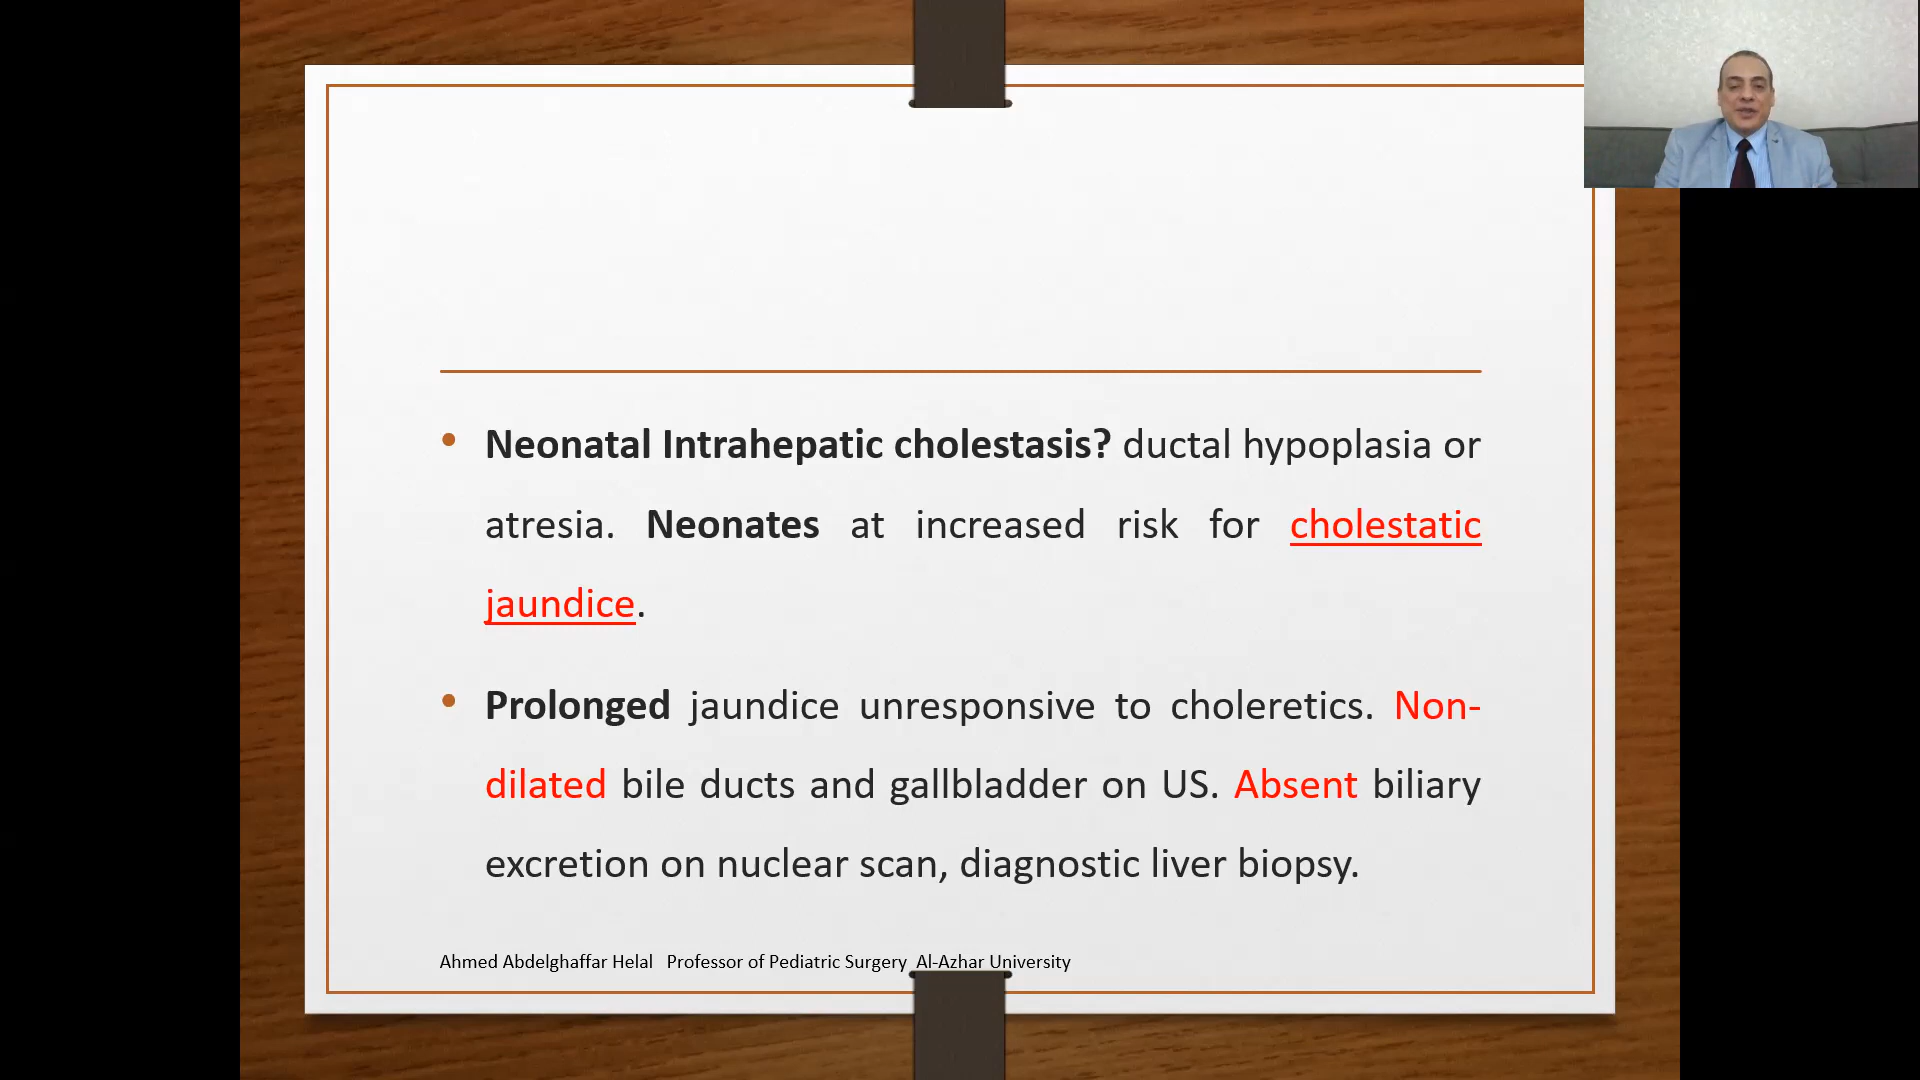 Neonatal Intrahepatic cholestasis? ductal hypoplasia or
atresia. Neonates at increased risk for cholestatic
jaundice.
Prolonged jaundice unresponsive to choleretics. Non-
dilated bile ducts and gallbladder on US. Absent biliary
excretion on nuclear scan, diagnostic liver biopsy.
Ahmed Abdelghaffar Helal Professor of Pediatric Surgery Al-Azhar University